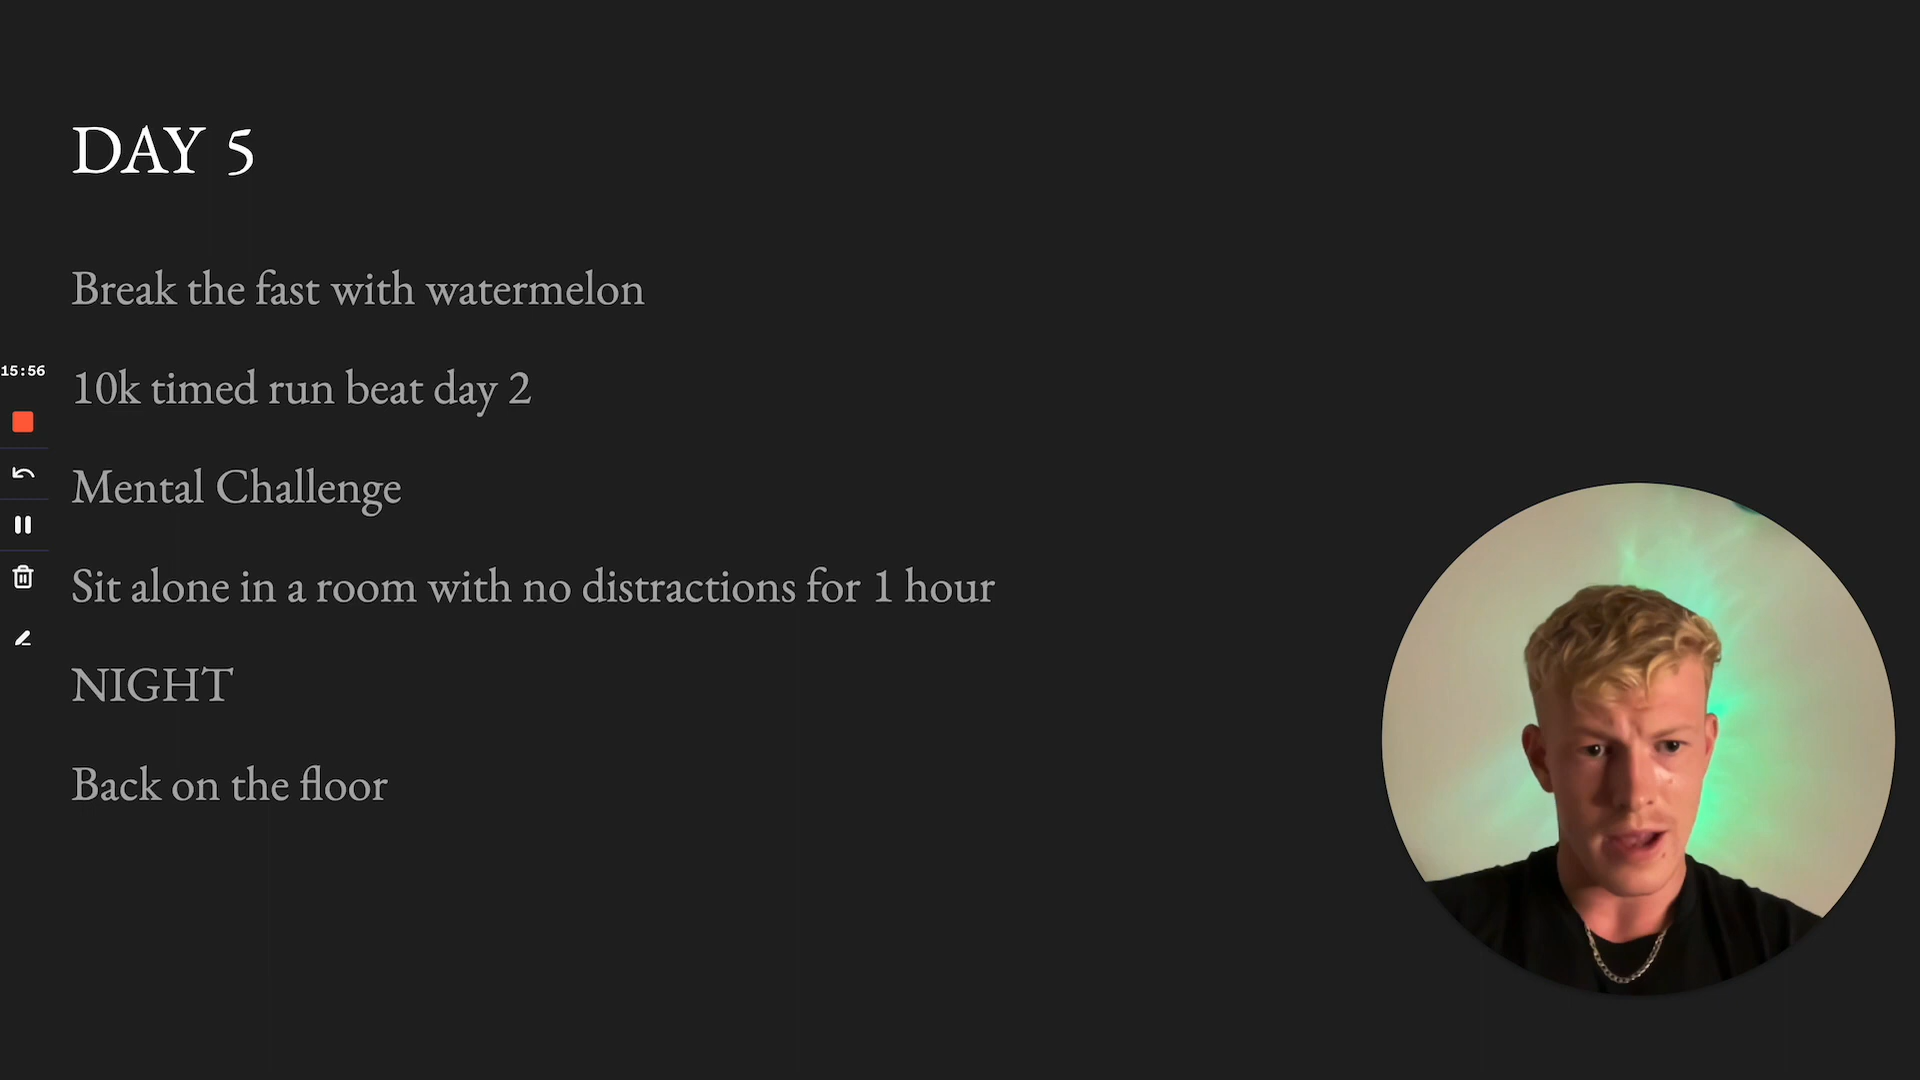 DAY 5
Break the fast with watermelon
15:56
10k timed run beat day 2
Mental Challenge
Sit alone in a room with no distractions for 1 hour
NIGHT
Back on the floor